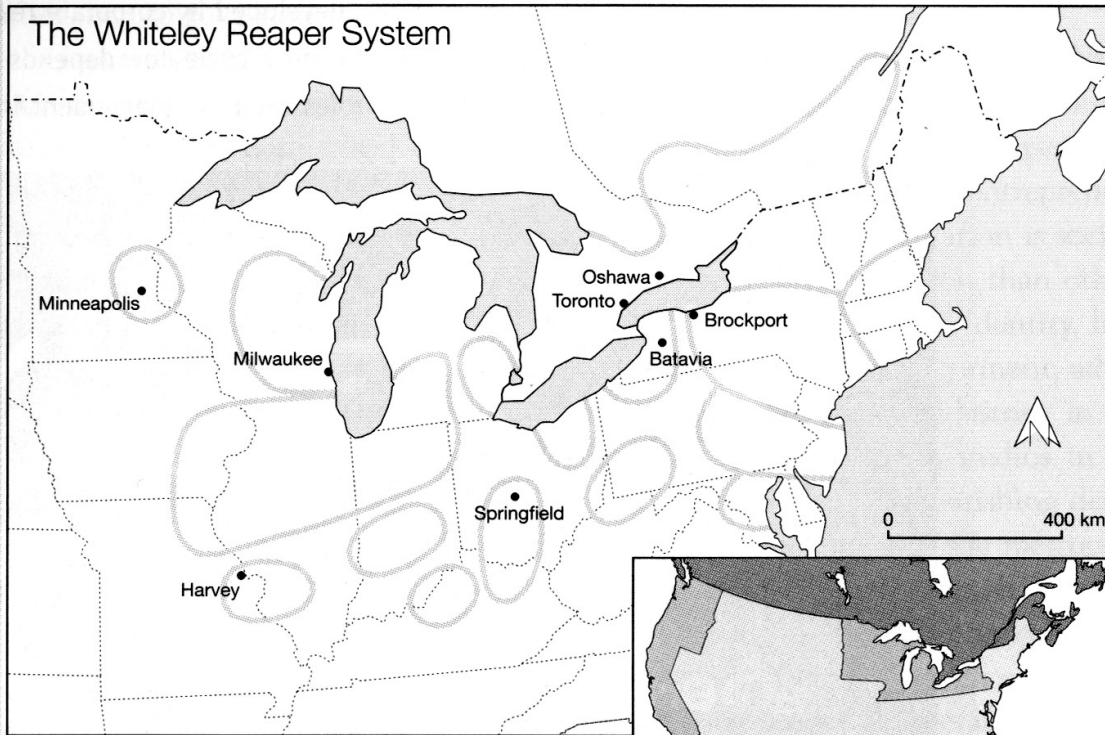 The Whiteley Reaper System
Oshawa
Toronto
Brockport
Minneapolis
Batavia
Milwaukee
Springfield
0 400 km
Harvey
N